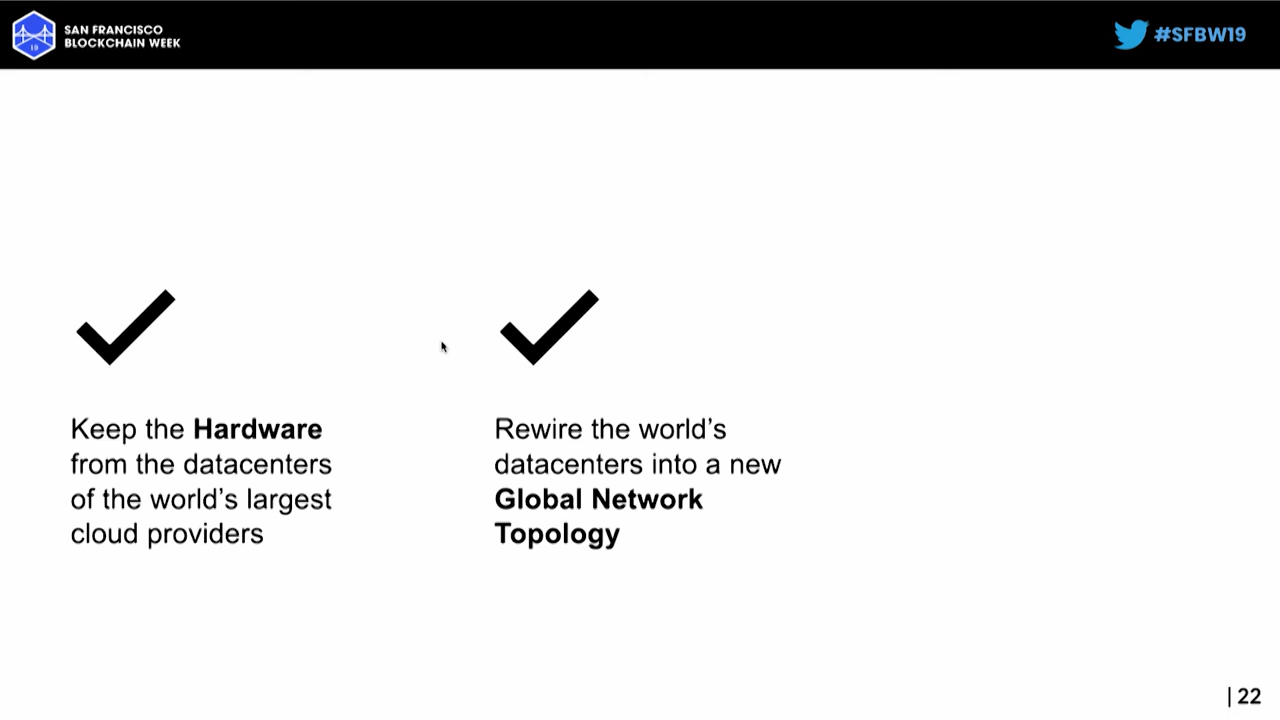 SAN FRANCISCO
BLOCKCHAIN WEEK
19
#SFBW19
Keep the Hardware
from the datacenters
of the world's largest
cloud providers
Rewire the world's
datacenters into a new
Global Network
Topology
| 22